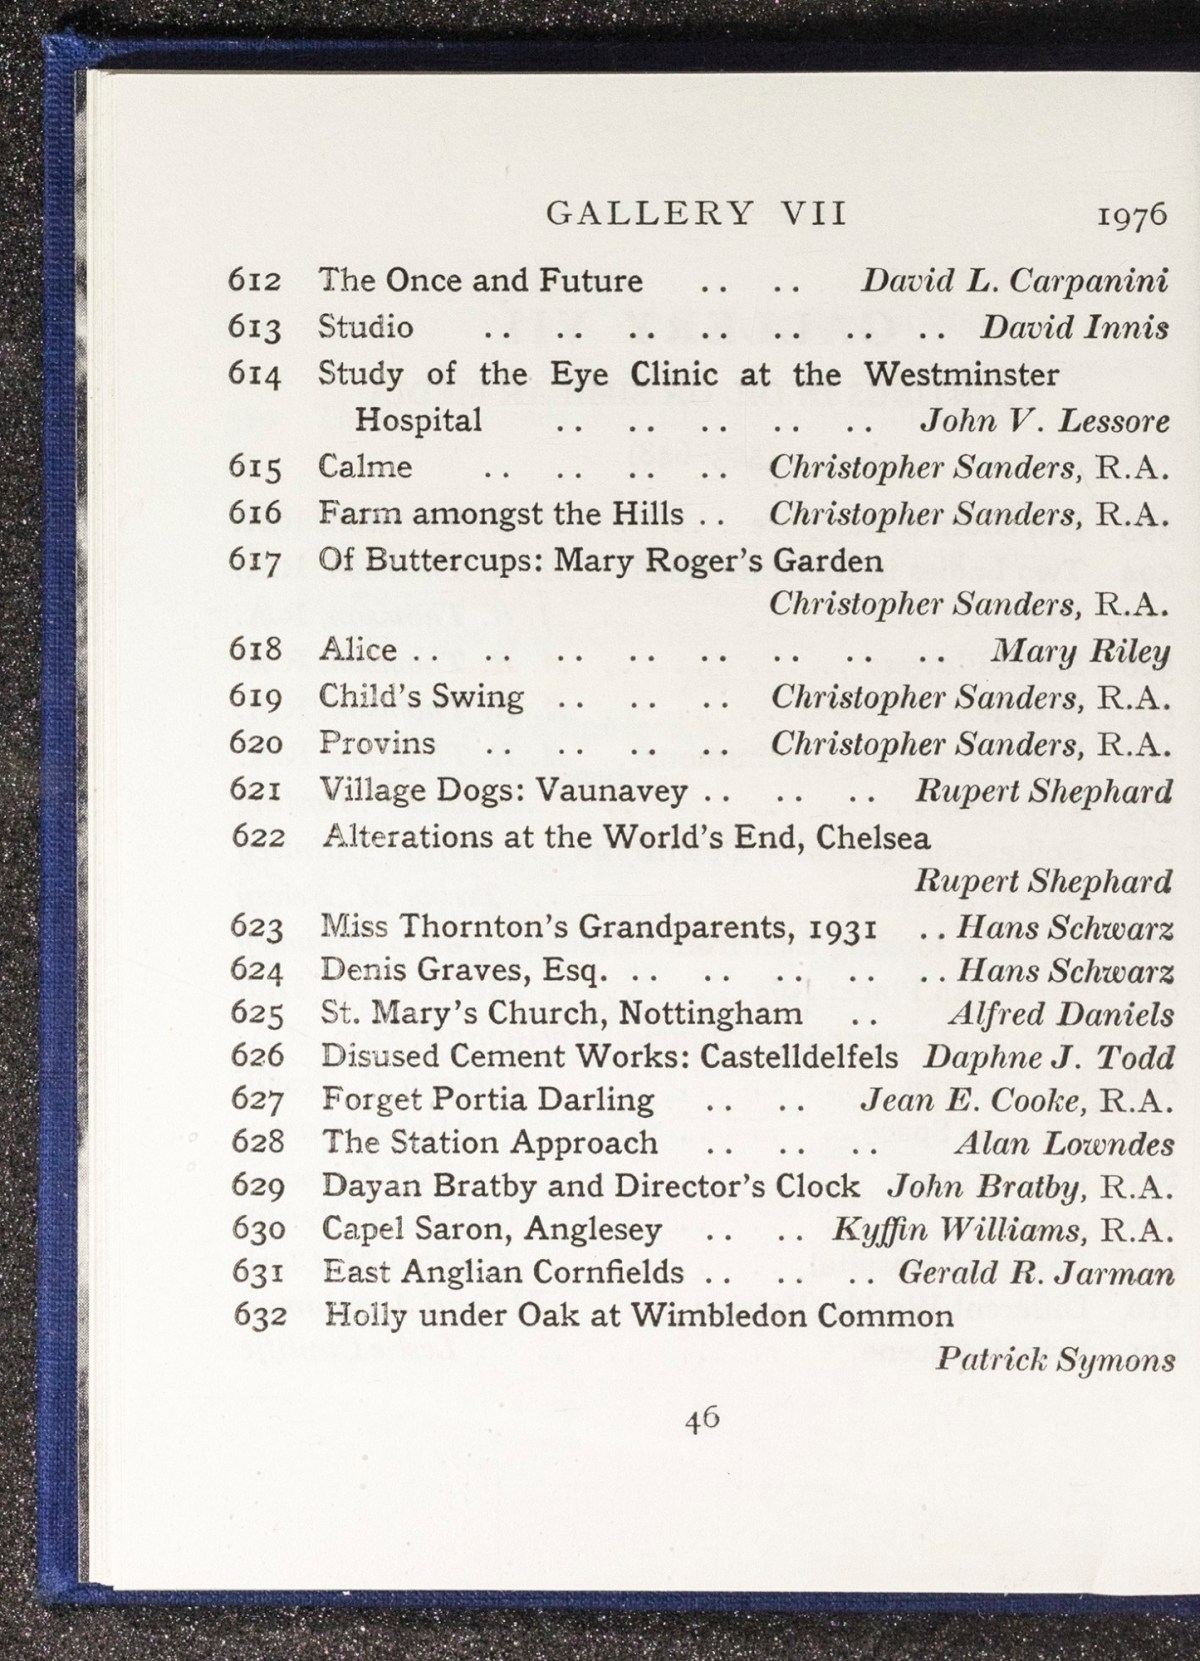 GALLERY VII 1976
612 The Once and Future .. .. David L. Carpanini
613 Studio .. .. .. .. .. .. .. David Innis
614 Study of the Eye Clinic at the Westminster
Hospital .. .. .. .. .. John V. Lessore
615 Calme .. .. .. .. Christopher Sanders, R.A.
616 Farm amongst the Hills .. Christopher Sanders, R.A.
617 Of Buttercups: Mary Roger's Garden
Christopher Sanders, R.A.
618 Alice .. .. .. .. .. .. .. .. Mary Riley
619 Child's Swing .. .. .. Christopher Sanders, R.A.
620 Provins .. .. .. .. Christopher Sanders, R.A.
621 Village Dogs: Vaunavey .. .. .. Rupert Shephard
622 Alterations at the World's End, Chelsea
Rupert Shephard
623 Miss Thornton's Grandparents, 1931 .. Hans Schwarz
624 Denis Graves, Esq. .. .. .. .. .. Hans Schwarz
625 St. Mary's Church, Nottingham .. Alfred Daniels
626 Disused Cement Works: Castelldelfels Daphne J. Todd
627 Forget Portia Darling .. .. Jean E. Cooke, R.A.
628 The Station Approach .. .. .. Alan Lowndes
629 Dayan Bratby and Director's Clock John Bratby, R.A.
630 Capel Saron, Anglesey .. .. Kyffin Williams, R.A.
631 East Anglian Cornfields .. .. .. Gerald R. Jarman
632 Holly under Oak at Wimbledon Common
Patrick Symons
46